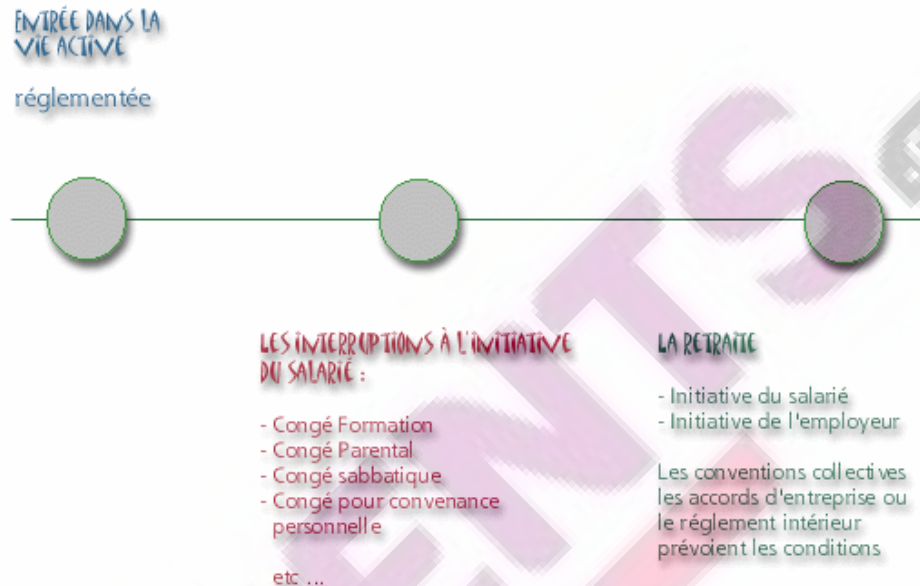 ENTRÉE DANS LA
VIE ACTIVE
réglementée
LES INTERRUPTIONS À L'INITIATIVE
DU SALARIÉ :
- Congé Formation
- Congé Parental
- Congé sabbatique
- Congé pour convenance
personnelle
etc ...
LA RETRAITE
- Initiative du salarié
- Initiative de l'employeur
Les conventions collectives
les accords d'entreprise ou
le réglement intérieur
prévoient les conditions
ENTS